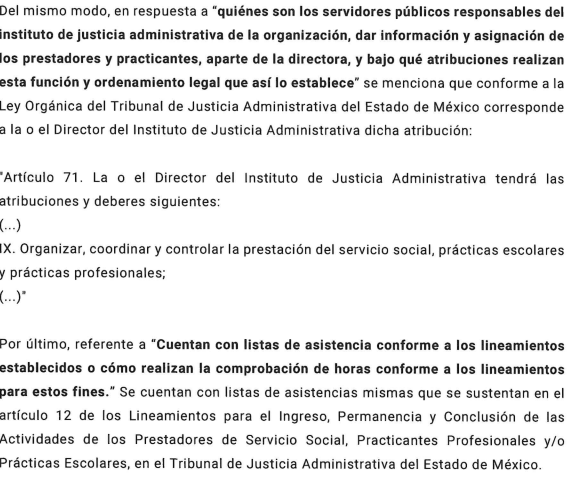 Del mismo modo, en respuesta a "quiénes son los servidores públicos responsables del
instituto de justicia administrativa de la organización, dar información y asignación de
los prestadores y practicantes, aparte de la directora, y bajo qué atribuciones realizan
esta función y ordenamiento legal que así lo establece" se menciona que conforme a la
Ley Orgánica del Tribunal de Justicia Administrativa del Estado de México corresponde
a la o el Director del Instituto de Justicia Administrativa dicha atribución:
"Artículo 71. La o el Director del Instituto de Justicia Administrativa tendrá las
atribuciones y deberes siguientes:
(...)
IX. Organizar, coordinar y controlar la prestación del servicio social, prácticas escolares
y prácticas profesionales;
(...)"
Por último, referente a "Cuentan con listas de asistencia conforme a los lineamientos
establecidos o cómo realizan la comprobación de horas conforme a los lineamientos
para estos fines." Se cuentan con listas de asistencias mismas que se sustentan en el
artículo 12 de los Lineamientos para el Ingreso, Permanencia y Conclusión de las
Actividades de los Prestadores de Servicio Social, Practicantes Profesionales y/o
Prácticas Escolares, en el Tribunal de Justicia Administrativa del Estado de México.